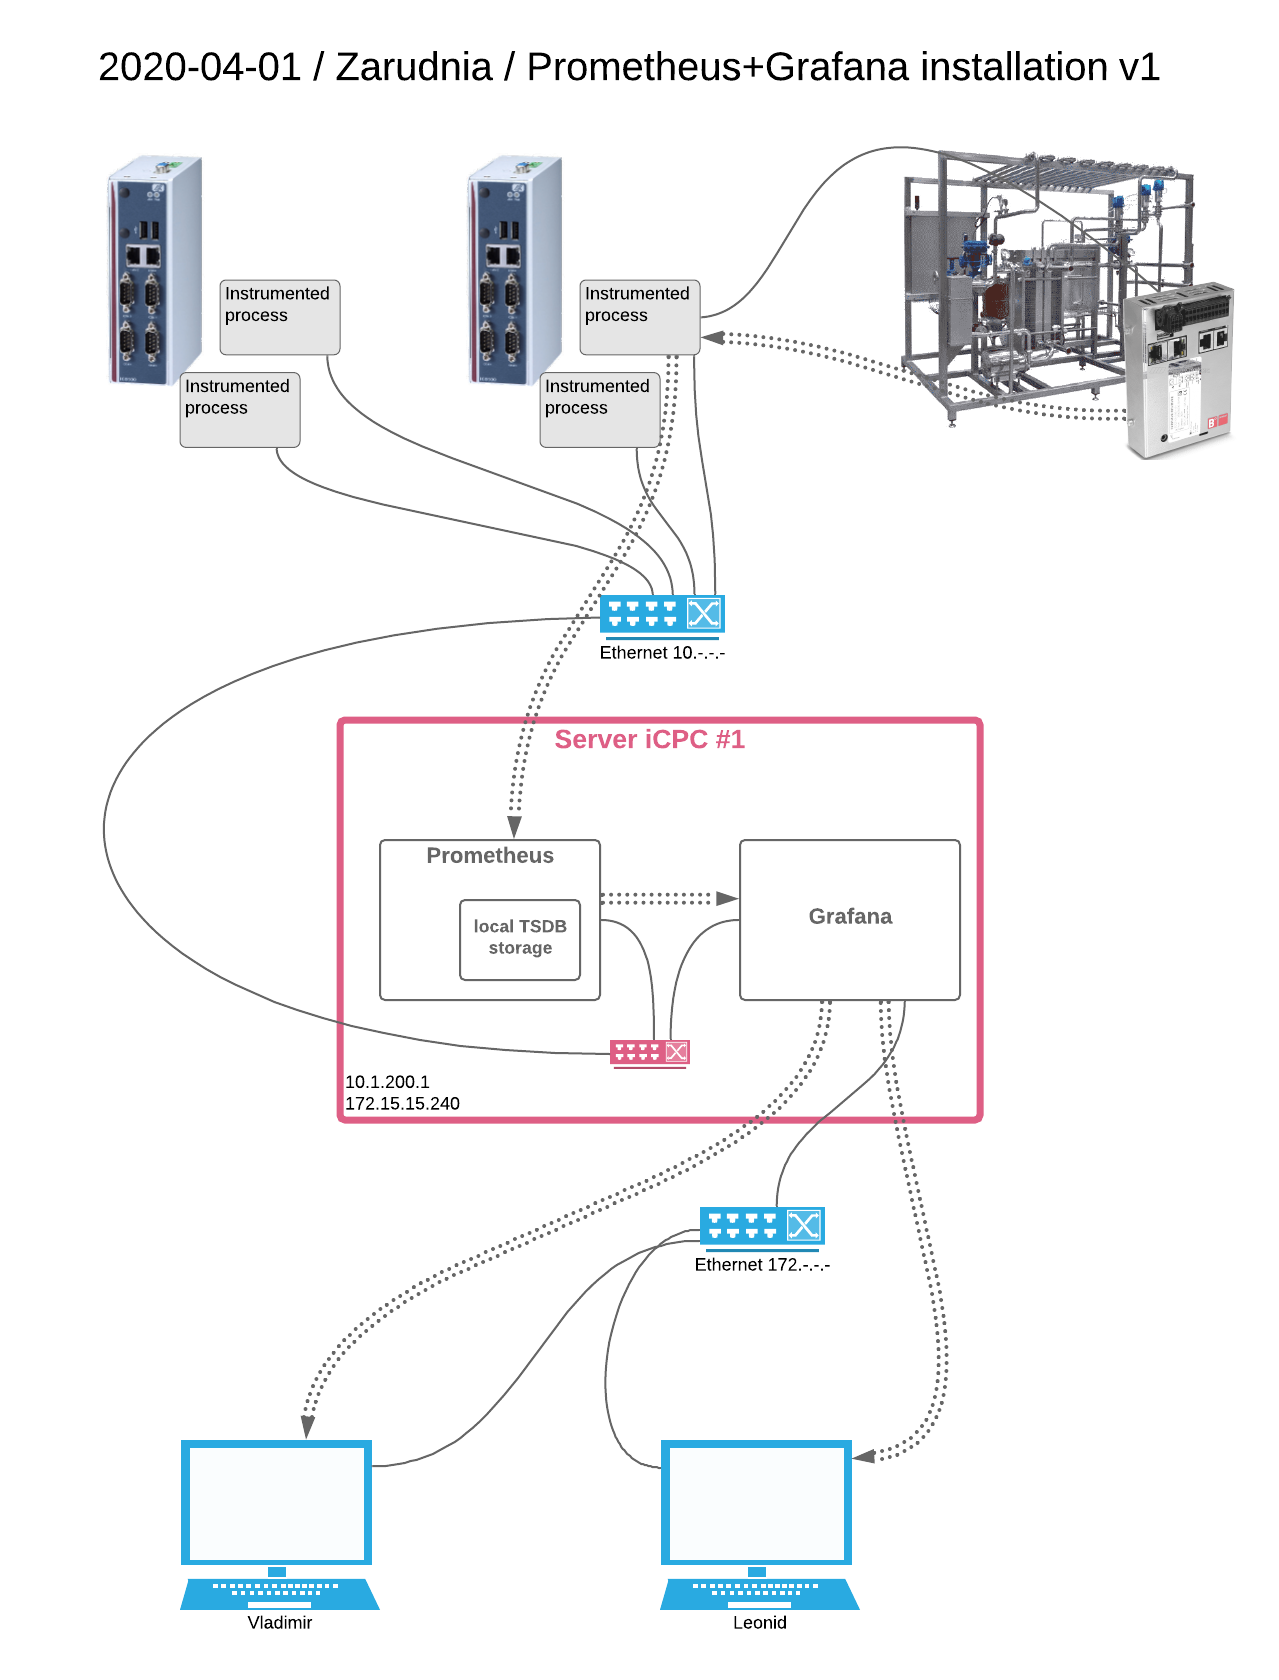 2020-04-01 / Zarudnia / Prometheus+Grafana installation v1
Instrumented
process
Instrumented
process
Instrumented
process
Instrumented
process
Ethernet 10.-.-.-
Server iCPC #1
Prometheus
local TSDB
storage
Grafana
10.1.200.1
172.15.15.240
Ethernet 172.-.-.-
Vladimir
Leonid